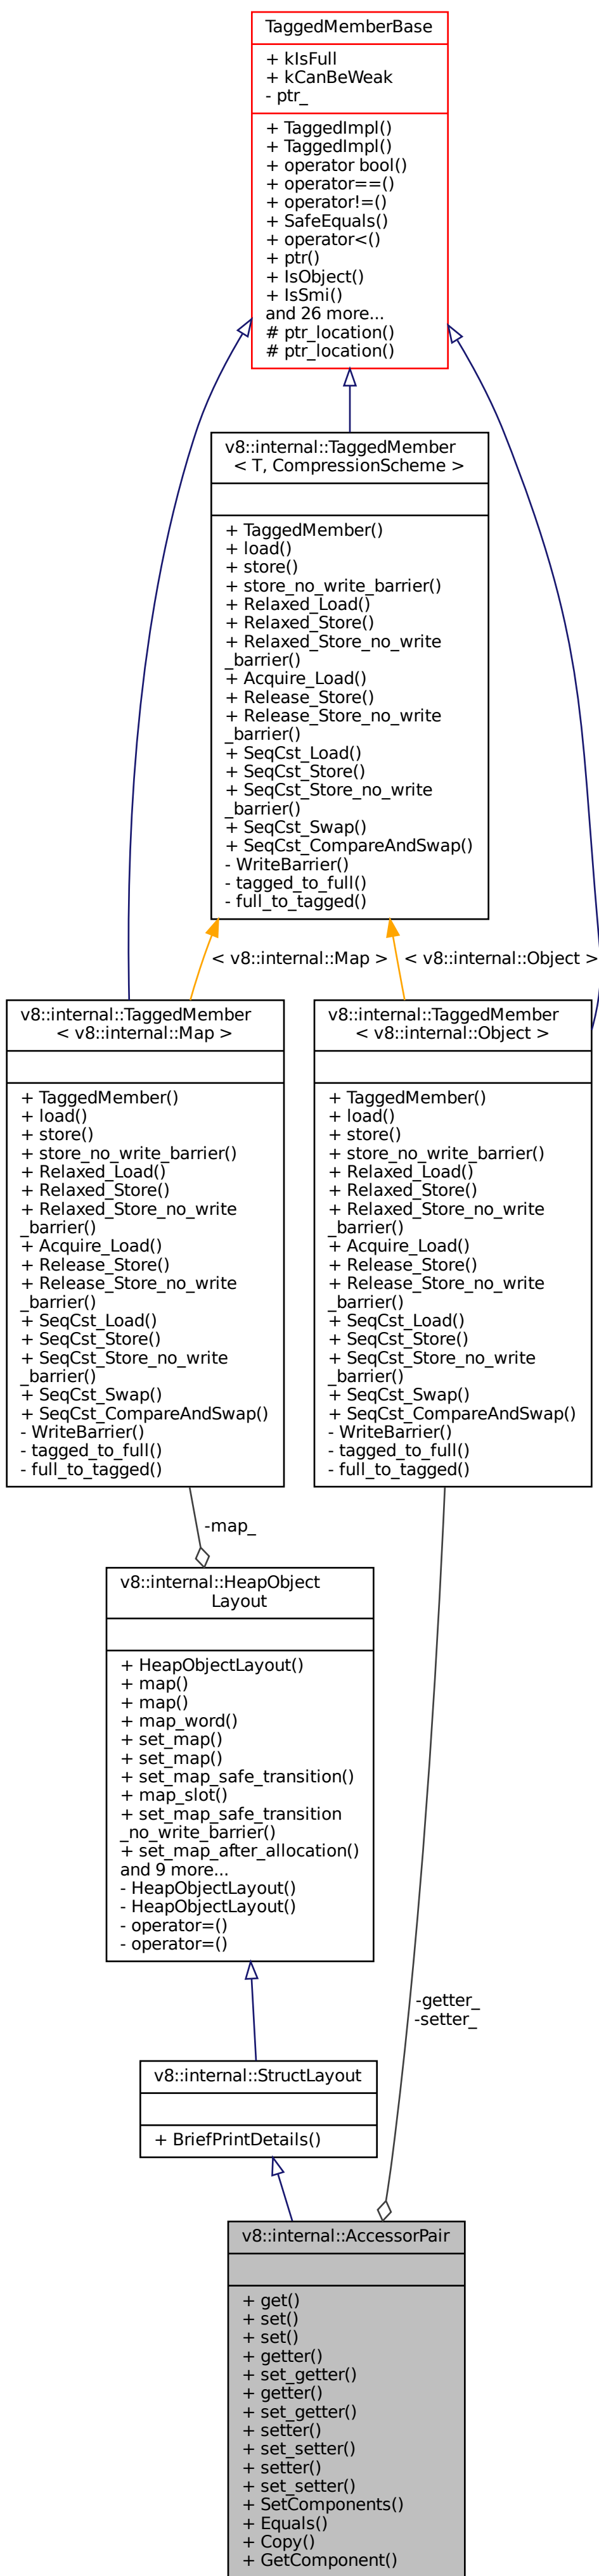 TaggedMemberBase
+ kIsFull
+ kCanBeWeak
- ptr_
+ TaggedImpl()
+ TaggedImpl()
+ operator bool()
+ operator==()
+ operator!=()
+ SafeEquals()
+ operator<()
+ ptr()
+ IsObject()
+ IsSmi()
and 26 more...
# ptr_location()
# ptr_location()
v8::internal::TaggedMember
< T, CompressionScheme >
+ TaggedMember()
+ load()
+ store()
+ store_no_write_barrier()
+ Relaxed_Load()
+ Relaxed_Store()
+ Relaxed_Store_no_write
_barrier()
+ Acquire_Load()
+ Release_Store()
+ Release_Store_no_write
_barrier()
+ SeqCst_Load()
+ SeqCst_Store()
+ SeqCst_Store_no_write
_barrier()
+ SeqCst_Swap()
+ SeqCst_CompareAndSwap()
- WriteBarrier()
- tagged_to_full()
- full_to_tagged()
< v8::internal::Map >
< v8::internal::Object >
v8::internal::TaggedMember
< v8::internal::Map >
+ TaggedMember()
+ load()
+ store()
+ store_no_write_barrier()
+ Relaxed_Load()
+ Relaxed_Store()
+ Relaxed_Store_no_write
_barrier()
+ Acquire_Load()
+ Release_Store()
+ Release_Store_no_write
_barrier()
+ SeqCst_Load()
+ SeqCst_Store()
+ SeqCst_Store_no_write
_barrier()
+ SeqCst_Swap()
+ SeqCst_CompareAndSwap()
- WriteBarrier()
- tagged_to_full()
- full_to_tagged()
v8::internal::TaggedMember
< v8::internal::Object >
+ TaggedMember()
+ load()
+ store()
+ store_no_write_barrier()
+ Relaxed_Load()
+ Relaxed_Store()
+ Relaxed_Store_no_write
_barrier()
+ Acquire_Load()
+ Release_Store()
+ Release_Store_no_write
_barrier()
+ SeqCst_Load()
+ SeqCst_Store()
+ SeqCst_Store_no_write
_barrier()
+ SeqCst_Swap()
+ SeqCst_CompareAndSwap()
- WriteBarrier()
- tagged_to_full()
- full_to_tagged()
-map_
v8::internal::HeapObject
Layout
+ HeapObjectLayout()
+ map()
+ map()
+ map_word()
+ set_map()
+ set_map()
+ set_map_safe_transition()
+ map_slot()
+ set_map_safe_transition
_no_write_barrier()
+ set_map_after_allocation()
and 9 more...
- HeapObjectLayout()
- HeapObjectLayout()
- operator=()
- operator=()
-getter_
-setter_
v8::internal::StructLayout
+ BriefPrintDetails()
v8::internal::AccessorPair
+ get()
+ set()
+ set()
+ getter()
+ set_getter()
+ getter()
+ set_getter()
+ setter()
+ set_setter()
+ setter()
+ set_setter()
+ SetComponents()
+ Equals()
+ Copy()
+ GetComponent()